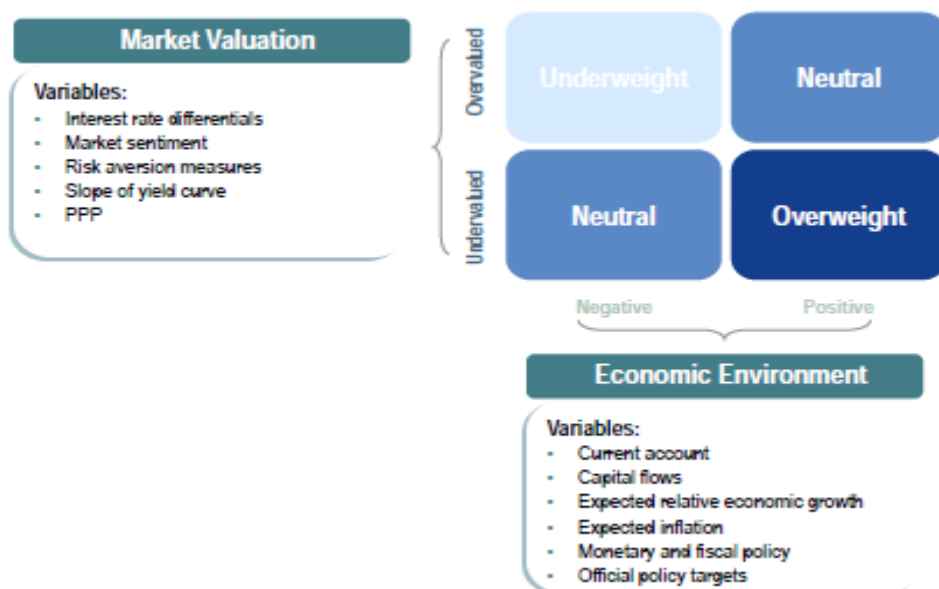 Market Valuation
Variables:
- Interest rate differentials
- Market sentiment
- Risk aversion measures
- Slope of yield curve
- PPP
Overvalued
Undervalued
Underweight
Neutral
Neutral
Overweight
Negative
Positive
Economic Environment
Variables:
- Current account
- Capital flows
- Expected relative economic growth
- Expected inflation
- Monetary and fiscal policy
- Official policy targets